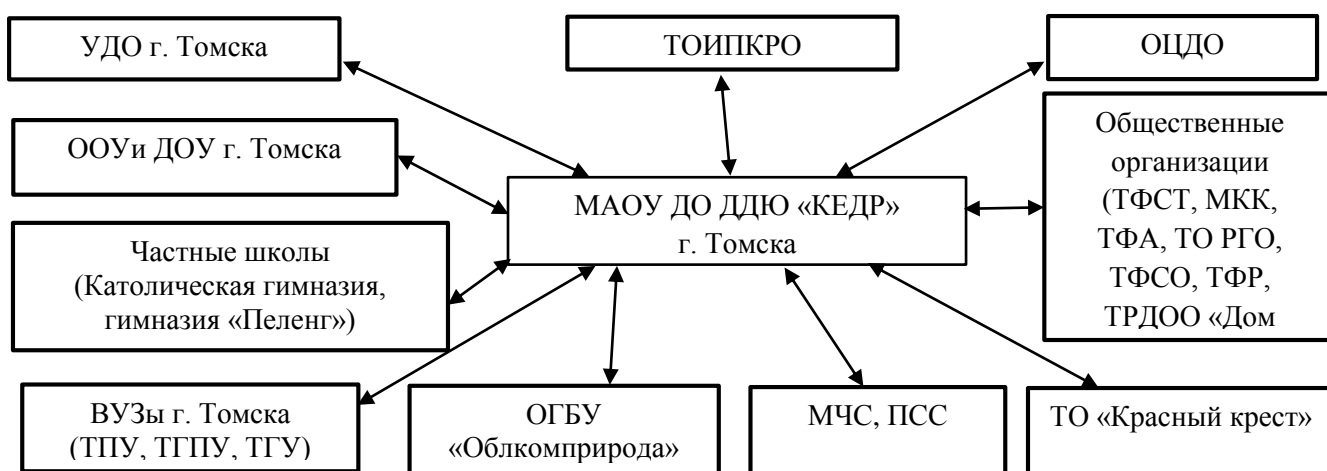 УДО г. Томска
ТОИПКРО
ОЦДО
ООУи ДОУ г. Томска
Общественные
организации
(ТФСТ, МКК,
ТФА, ТО РГО,
ТФСО, ТФР,
ТРДОО «Дом
МАОУ ДО ДДЮ «КЕДР»
г. Томска
Частные школы
(Католическая гимназия,
гимназия «Пеленг»)
ВУЗы г. Томска
(ТПУ, ТГПУ, ТГУ)
ОГБУ
«Облкомприрода»
МЧС, ПСС
ТО «Красный крест»